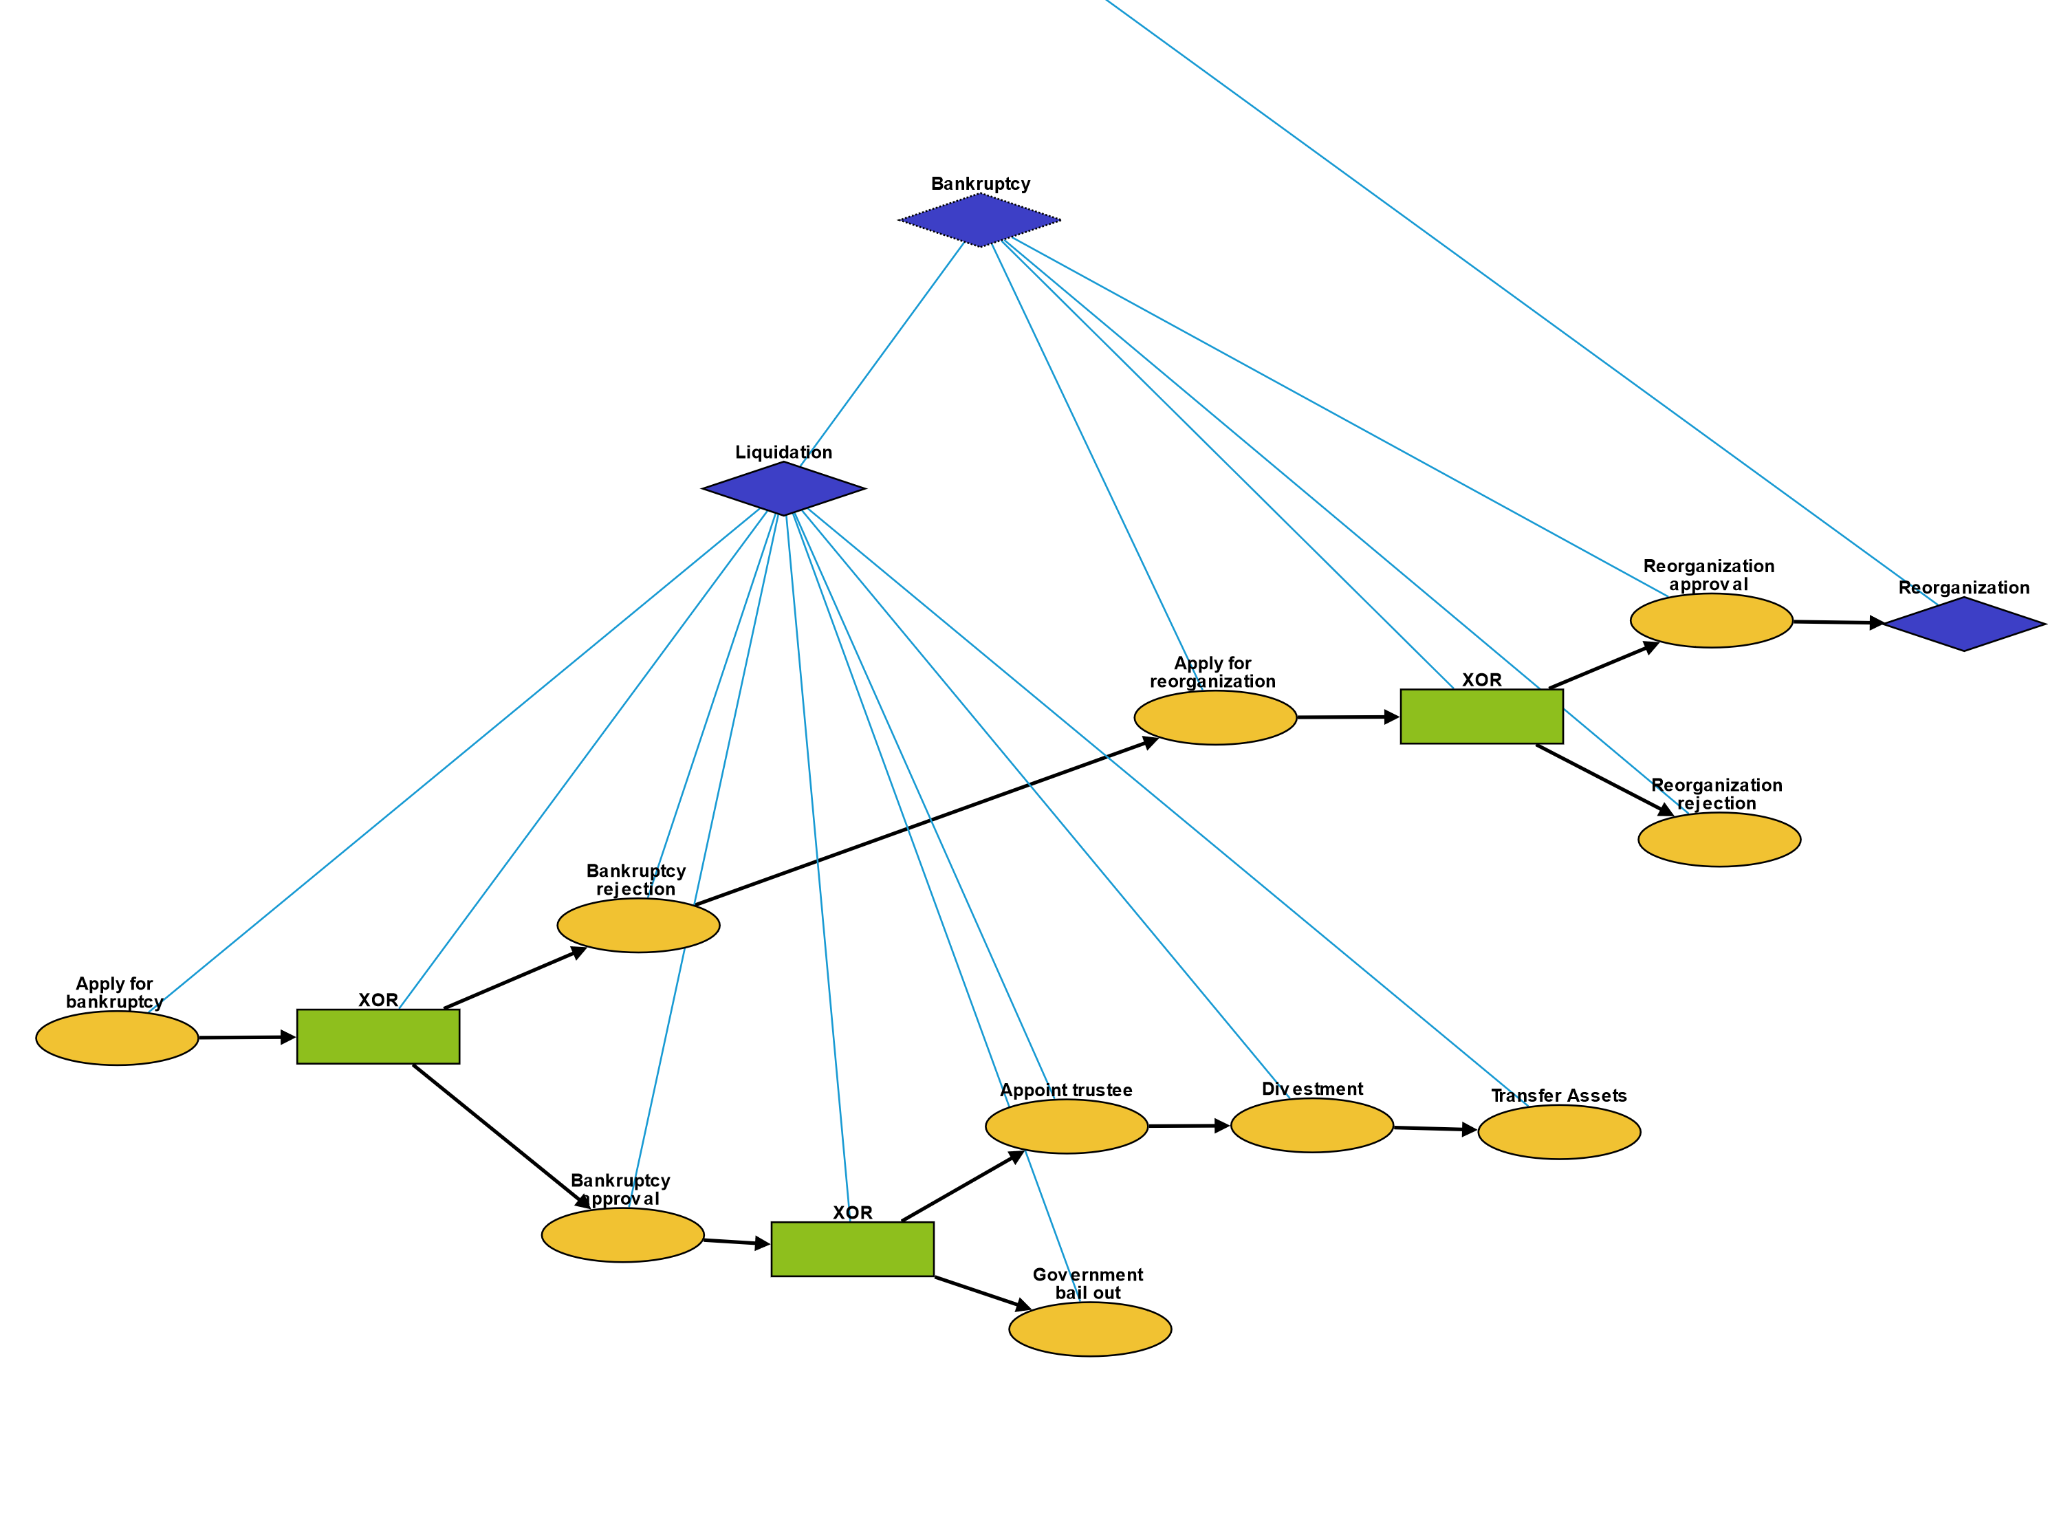 Bankruptcy
Liquidation
Reorganization
approval
Reorganization
Apply for
reorganization
XOR
Reorganization
rejection
Bankruptcy
rejection
Apply for
bankruptcy
XOR
Appoint trustee
Divestment
Transfer Assets
Bankruptcy
approval
XOR
Government
bail out